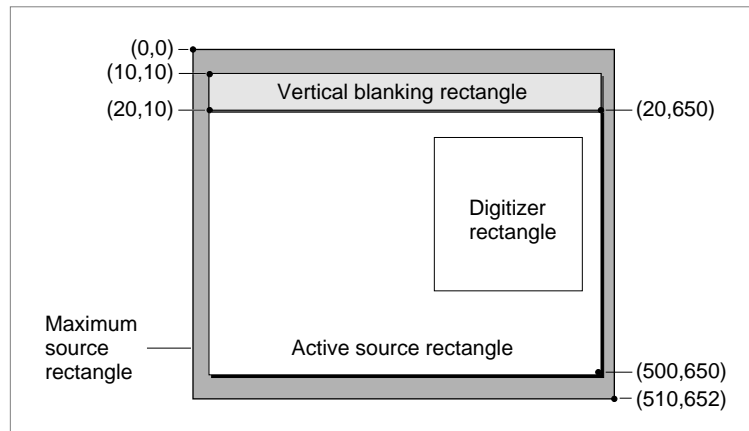 (0,0)
(10,10)
Vertical blanking rectangle
(20,10)
(20,650)
Digitizer
rectangle
Maximum
source
rectangle
Active source rectangle
(500,650)
(510,652)